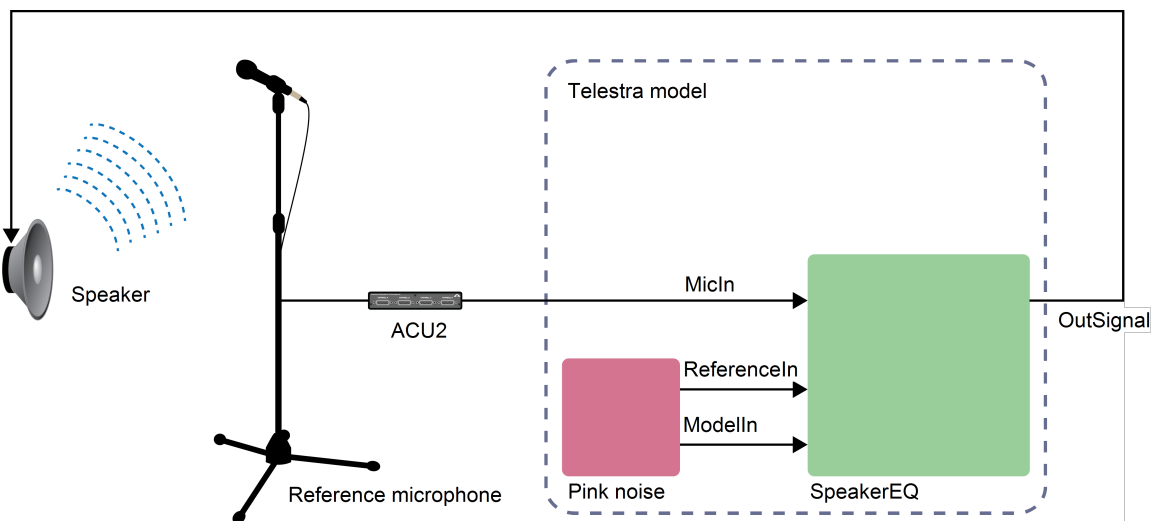 Telestra model
MicIn
Speaker
ACU2
OutSignal
ReferenceIn
ModelIn
Reference microphone
Pink noise
SpeakerEQ